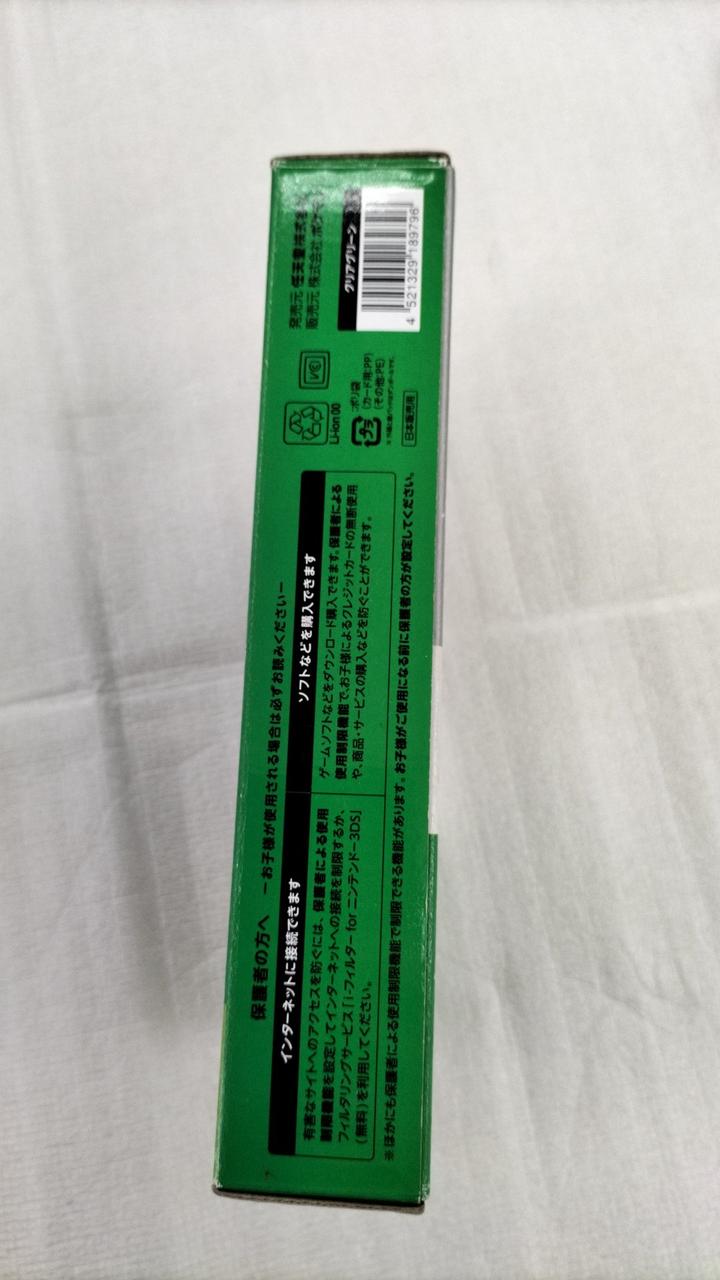 保護者の方へ －お子様が使用される場合は必ずお読みください－
インターネットに接続できます
有害なサイトへのアクセスを防ぐには、保護者による使用
制限機能を設定してインターネットへの接続を制限するか、
フィルタリングサービス「i-フィルター for ニンテンドー3DS」
(無料)を利用してください。
ソフトなどを購入できます
ゲームソフトなどをダウンロード購入できます。保護者による
使用制限機能で、お子様によるクレジットカードの無断使用
や、商品・サービスの購入などを防ぐことができます。
※ほかにも保護者による使用制限機能で制限できる機能があります。お子様がご使用になる前に保護者の方が設定してください。
Li-ion 00
VCI
プラ
:ポリ袋
(カード用:PP)
(その他:PE)
日本販売用
発売元 任天堂株式会社
販売元 株式会社ポケモン
クリアグリーン
4 521329 189796